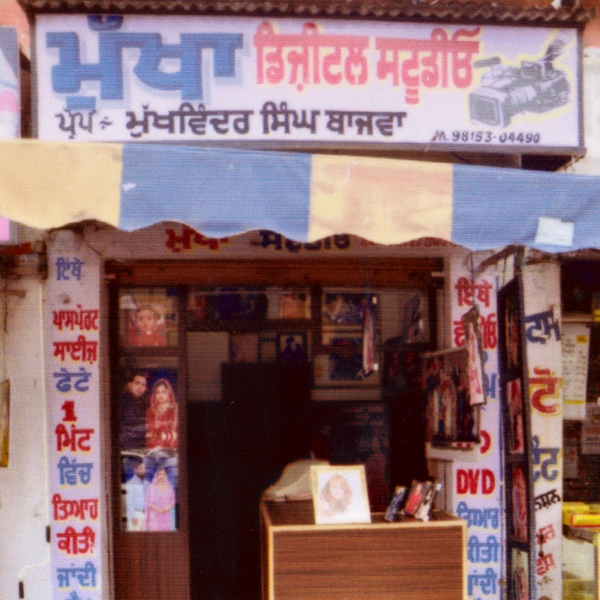 ਮੁੱਖਾ ਡਿਜ਼ੀਟਲ ਸਟੂਡੀਓ
ਪ੍ਰੋਪ ÷ ਮੁੱਖਵਿੰਦਰ ਸਿੰਘ ਬਾਜਵਾ
M. 98153-04490
ਇੱਥੇ
ਪਾਸਪੋਰਟ
ਸਾਈਜ਼
ਫੋਟੋ
1
ਮਿੰਟ
ਵਿੱਚ
ਤਿਆਰ
ਕੀਤੀ
ਜਾਂਦੀ
ਇੱਥੇ
DVD
ਤਿਆਰ
ਕੀਤੀ
ਜਾਂਦੀ